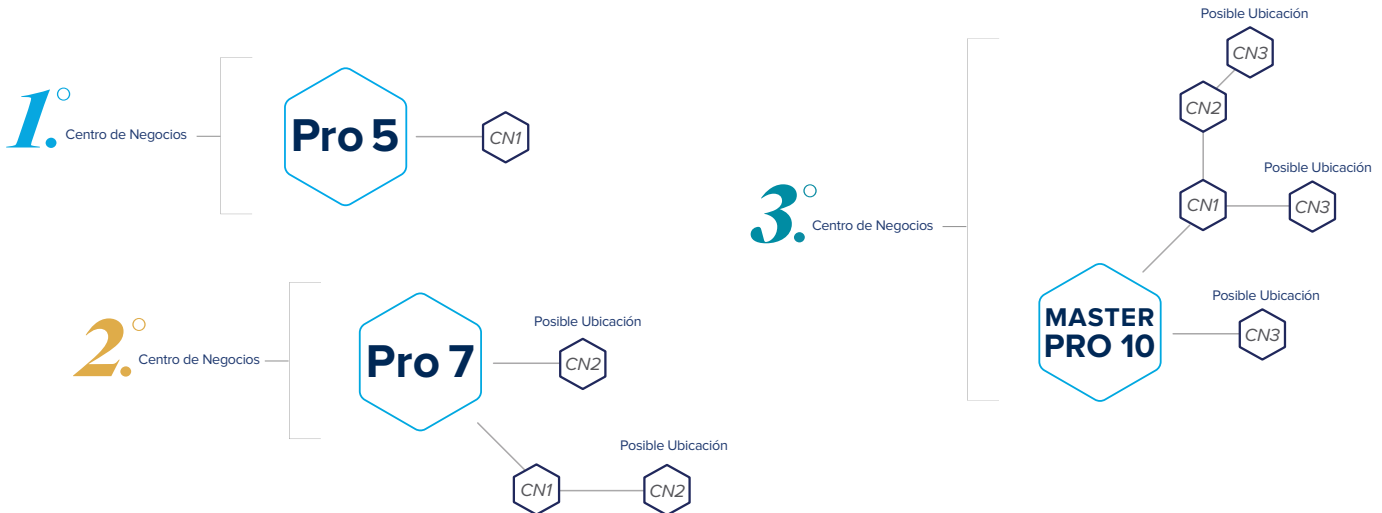 1.°
Centro de Negocios
Pro 5
CN1
2.°
Centro de Negocios
Pro 7
Posible Ubicación
CN2
Posible Ubicación
CN1
CN2
3.°
Centro de Negocios
Posible Ubicación
CN3
CN2
Posible Ubicación
CN1
CN3
MASTER
PRO 10
Posible Ubicación
CN3